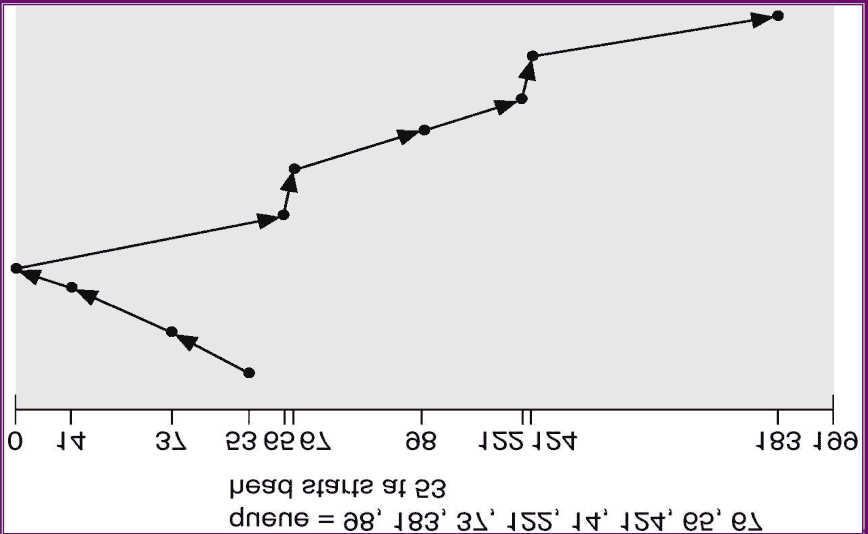 queue = 98, 183, 37, 122, 14, 124, 65, 67
head starts at 53
0 14 37 53 65 67 98 122 124 183 199